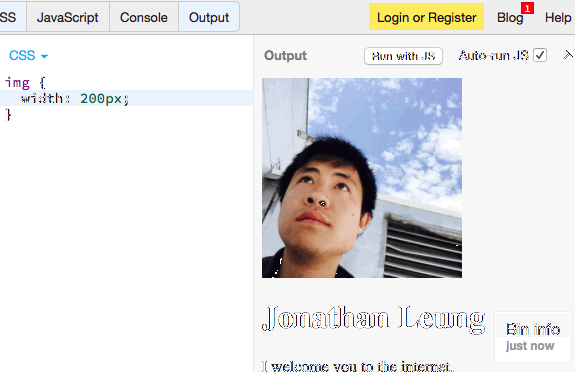 SS JavaScript Console Output Login or Register Blog 1 Help
CSS
Output Run with JS Auto-run JS
img {
width: 200px;
}
Jonathan Leung
I welcome you to the internet.
Bin info
just now